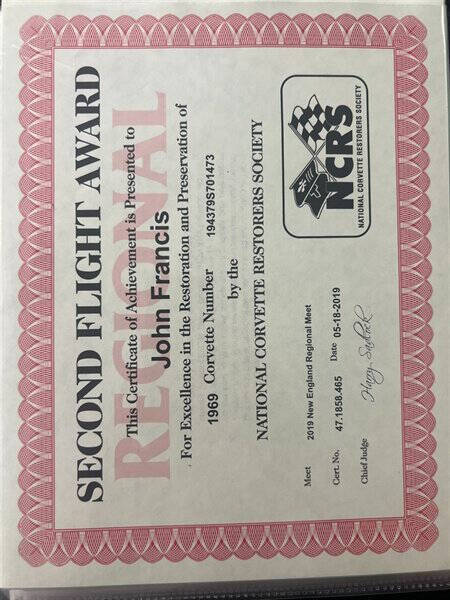 SECOND FLIGHT AWARD
This Certificate of Achievement is Presented to
REGIONAL
John Francis
For Excellence in the Restoration and Preservation of
1969 Corvette Number 194379S701473
by the
NATIONAL CORVETTE RESTORERS SOCIETY
Meet 2019 New England Regional Meet
Cert. No. 47.1858.465 Date 05-18-2019
Chief Judge Harry
NCRS
NATIONAL CORVETTE RESTORERS SOCIETY